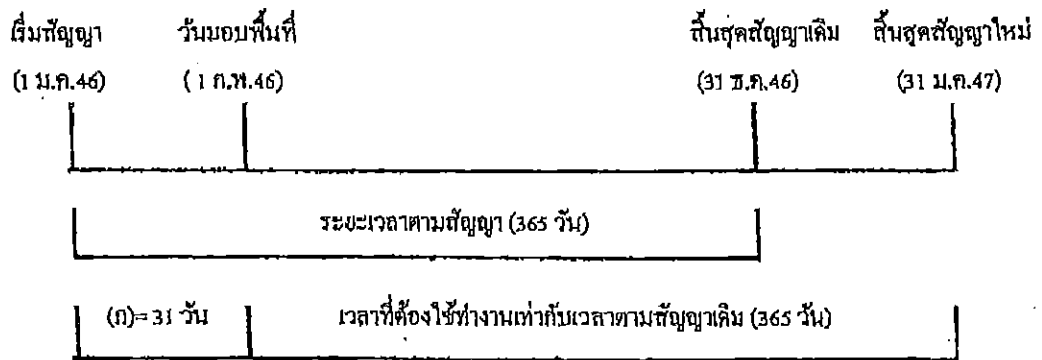 เริ่มสัญญา วันมอบพื้นที่ สิ้นสุดสัญญาเดิม สิ้นสุดสัญญาใหม่
(1 ม.ค.46) ( 1 ก.พ.46) (31 ธ.ค.46) (31 ม.ค.47)
ระยะเวลาตามสัญญา (365 วัน)
(ก)= 31 วัน เวลาที่ต้องใช้ทำงานเท่ากับเวลาตามสัญญาเดิม (365 วัน)